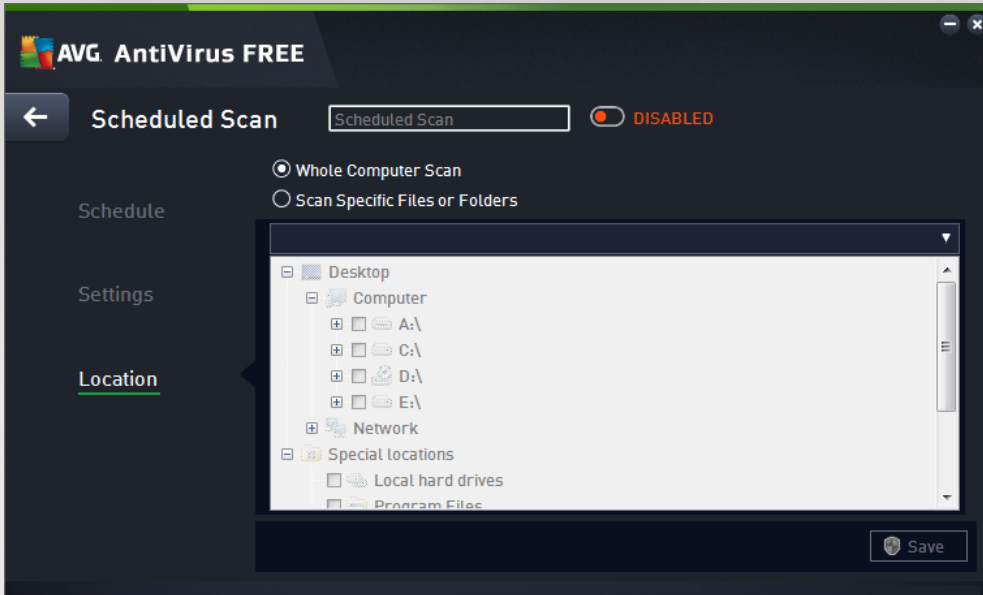 AVG. AntiVirus FREE
Scheduled Scan
Scheduled Scan
DISABLED
Whole Computer Scan
Scan Specific Files or Folders
Schedule
Settings
Location
Desktop
Computer
A:\
C:\
D:\
E:\
Network
Special locations
Local hard drives
Program Files
Save